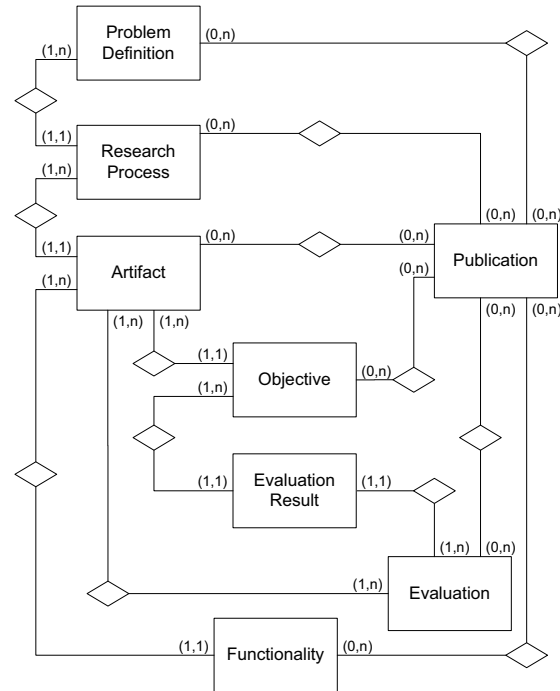 Problem
Definition
(0,n)
(1,n)
(1,1)
Research
Process
(0,n)
(1,n)
(1,1)
Artifact
(0,n)
(0,n)
(0,n)
(0,n)
Publication
(0,n)
(1,n)
(1,n)
(1,n)
(0,n)
(0,n)
(1,1)
Objective
(0,n)
(1,n)
(1,1)
Evaluation
Result
(1,1)
(1,n)
(0,n)
(1,n)
Evaluation
(1,1)
Functionality
(0,n)